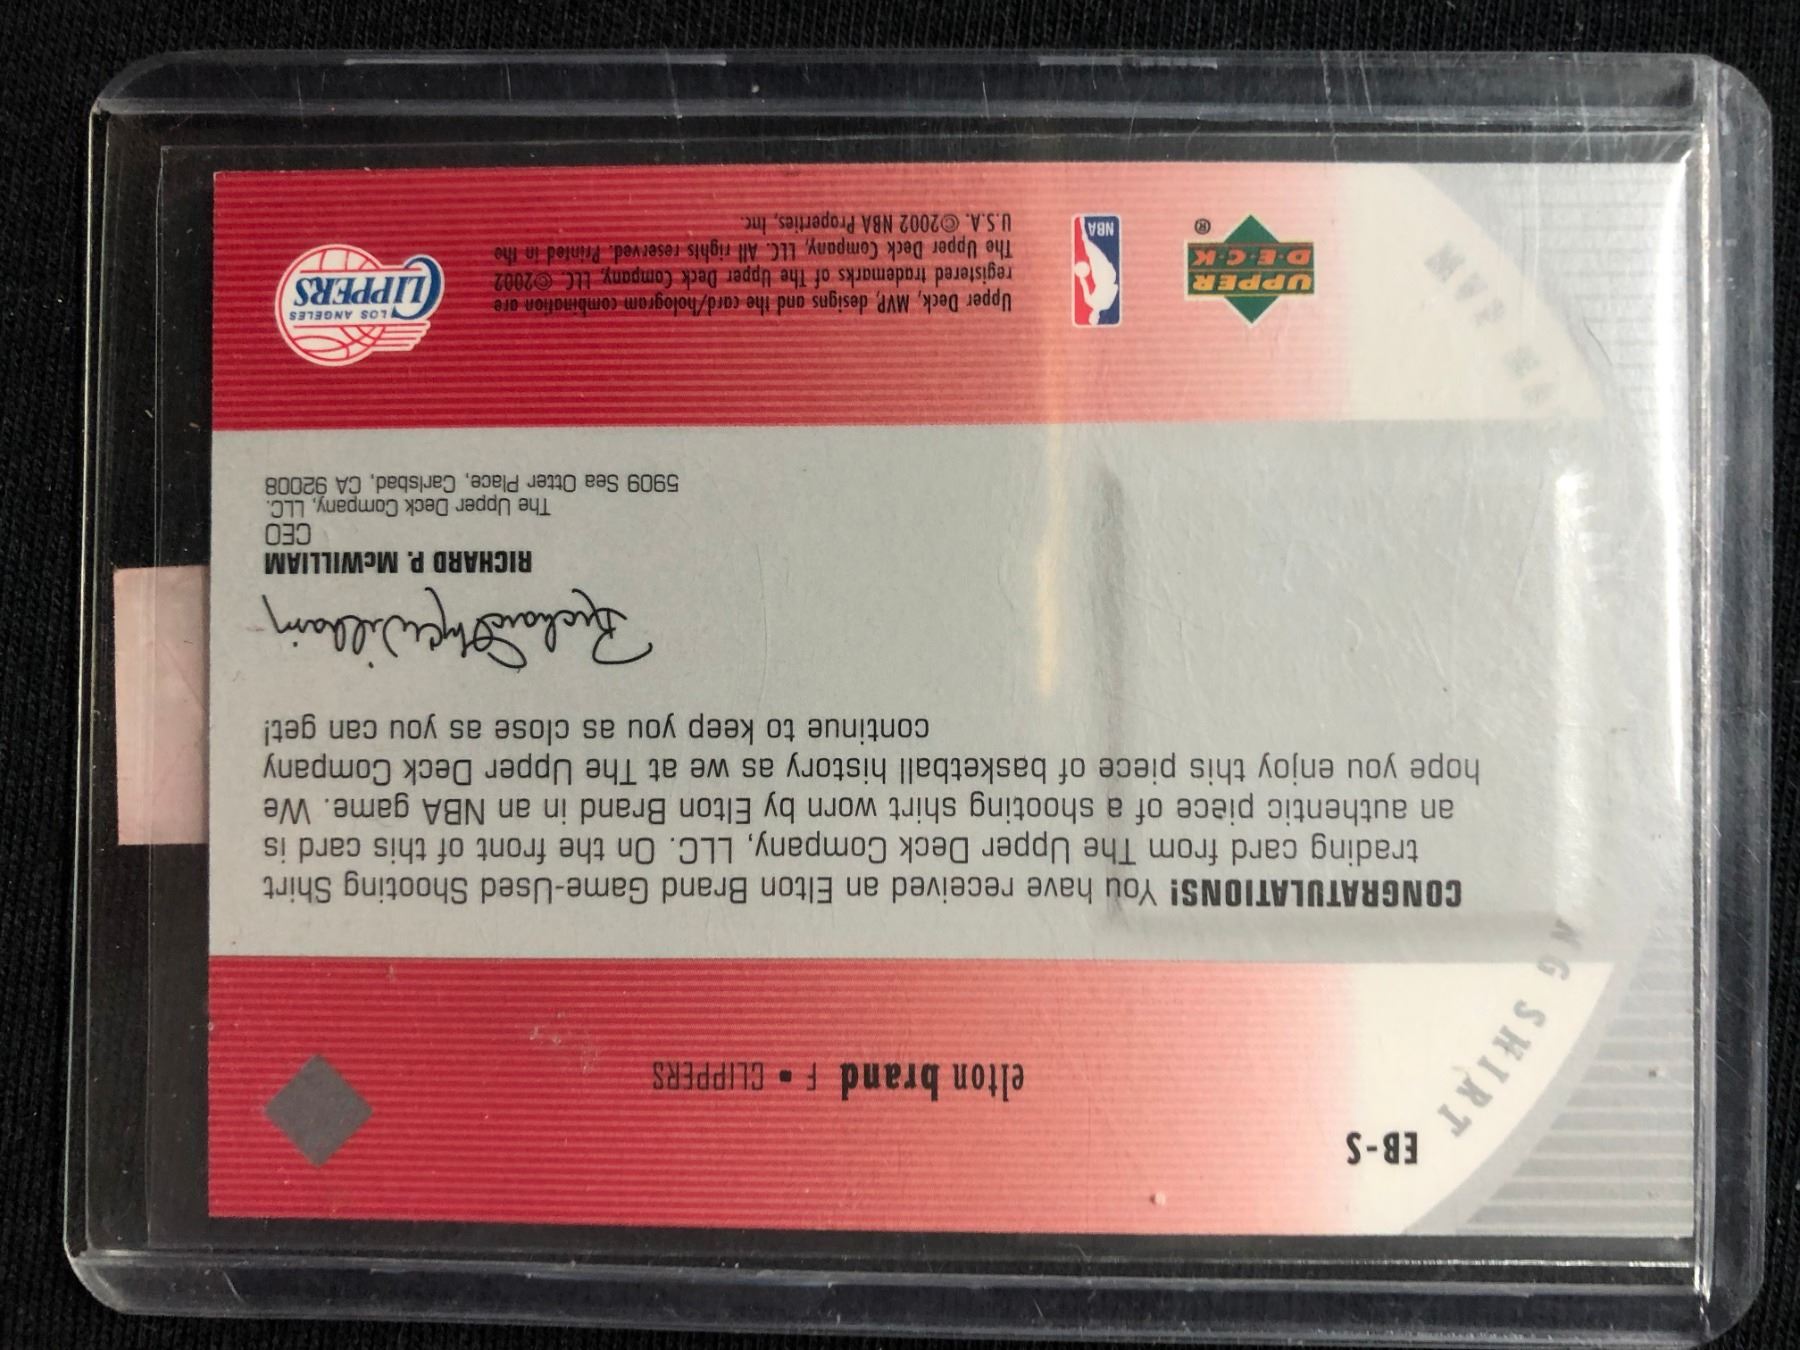 EB-S
elton brand F ▪ CLIPPERS
NG SHIRT
CONGRATULATIONS! You have received an Elton Brand Game-Used Shooting Shirt
trading card from The Upper Deck Company, LLC. On the front of this card is
an authentic piece of a shooting shirt worn by Elton Brand in an NBA game. We
hope you enjoy this piece of basketball history as we at The Upper Deck Company
continue to keep you as close as you can get!
Richard McWilliam
RICHARD P. McWILLIAM
CEO
The Upper Deck Company, LLC.
5909 Sea Otter Place, Carlsbad, CA 92008
UPPER
D·E·C·K
®
NBA
Upper Deck, MVP, designs and the card/hologram combination are
registered trademarks of The Upper Deck Company, LLC. ©2002
The Upper Deck Company, LLC. All rights reserved. Printed in the
U.S.A. ©2002 NBA Properties, Inc.
LOS ANGELES
CLIPPERS